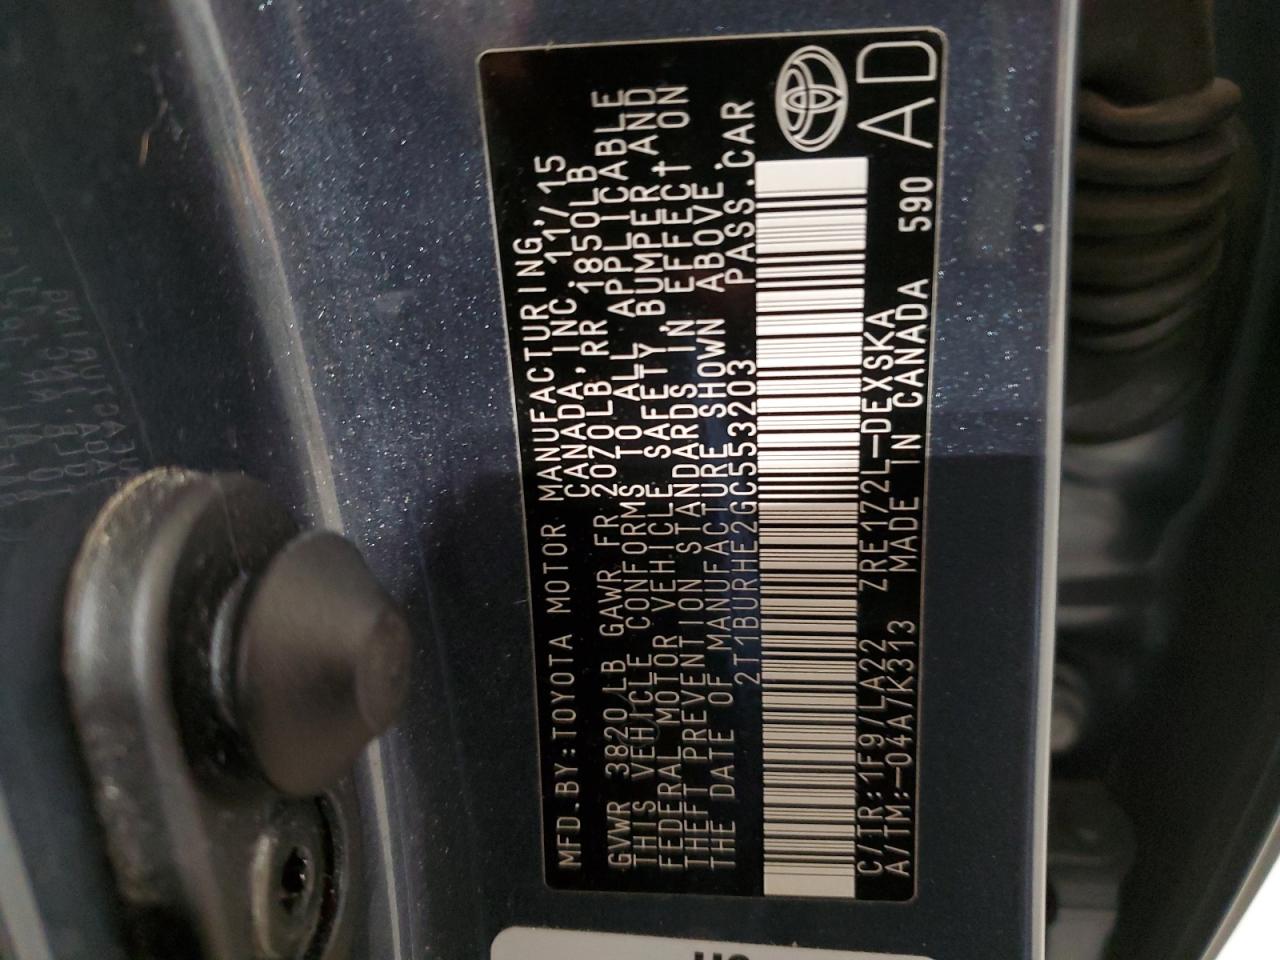 MFD.BY:TOYOTA MOTOR MANUFACTURING,
CANADA,INC. 11/15
GVWR 3820 LB GAWR FR 2070LB,RR 1850LB
THIS VEHICLE CONFORMS TO ALL APPLICABLE
FEDERAL MOTOR VEHICLE SAFETY,BUMPER,AND
THEFT PREVENTION STANDARDS IN EFFECT ON
THE DATE OF MANUFACTURE SHOWN ABOVE.
2T1BURHE2GC553203 PASS.CAR
C/TR:1F9/LA22 ZRE172L-DEXSKA
A/TM:-04A/K313 MADE IN CANADA 590
AD